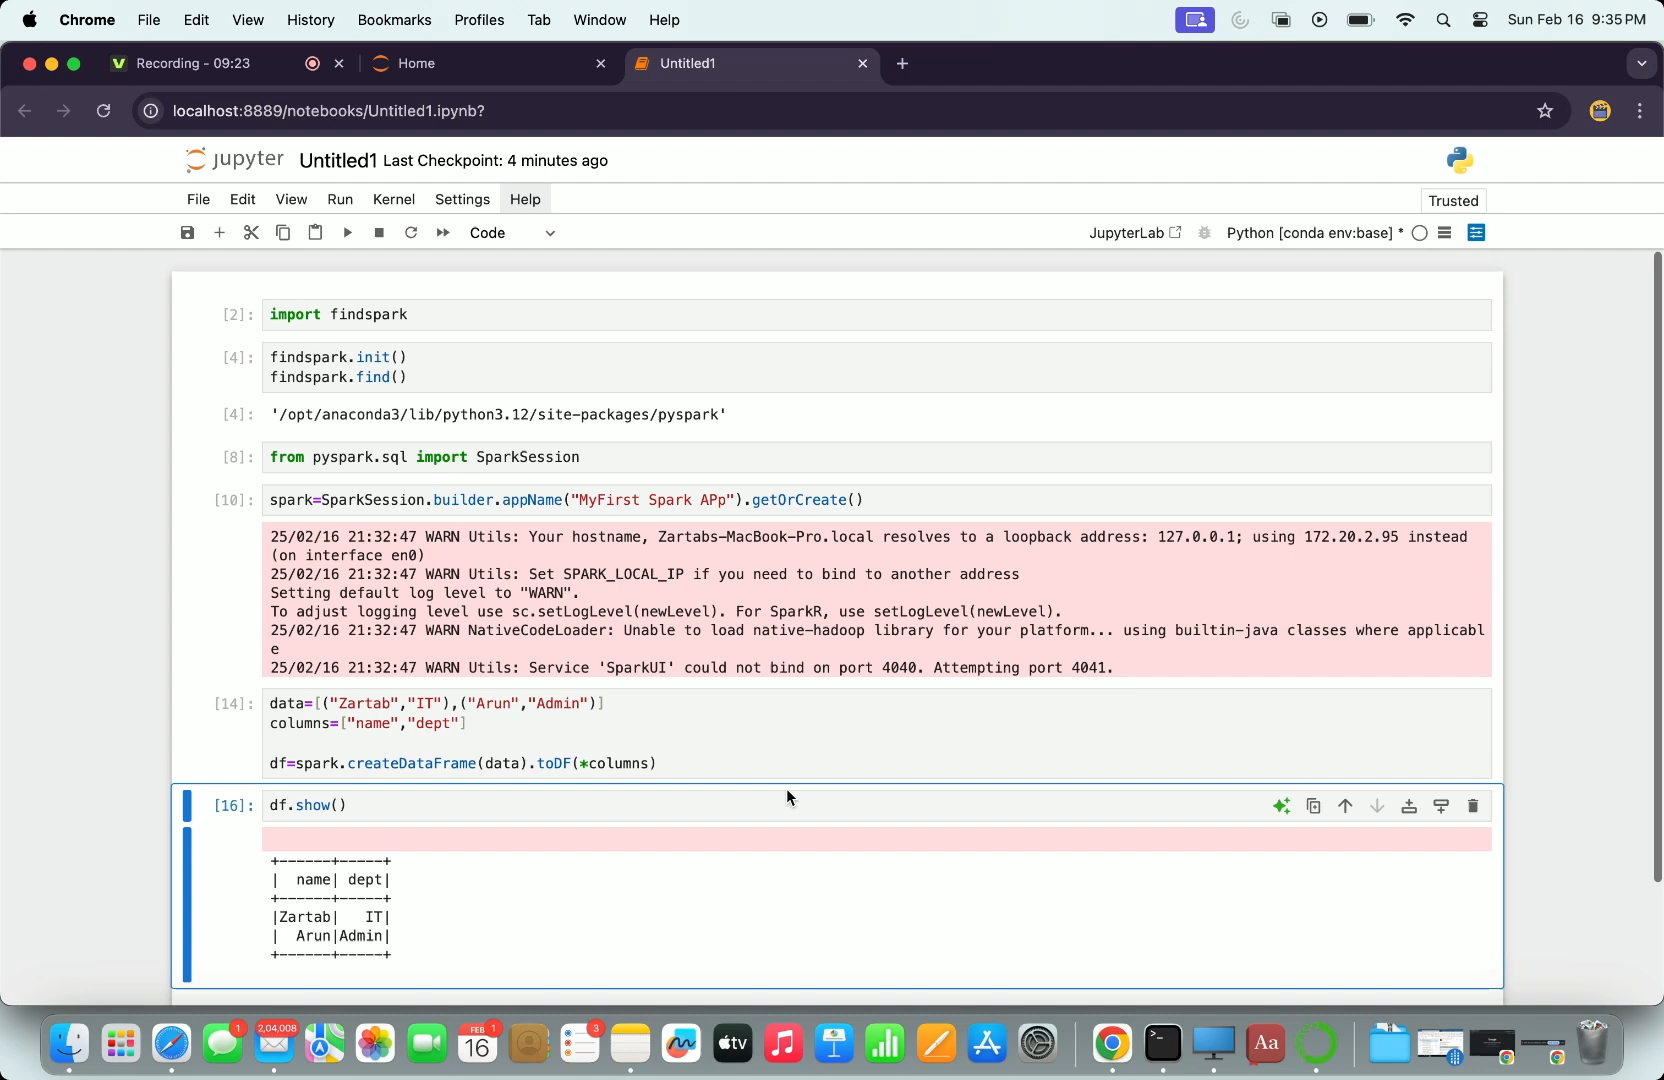 Chrome File Edit View History Bookmarks Profiles Tab Window Help Sun Feb 16 9:35 PM
Recording - 09:23 Home Untitled1
localhost:8889/notebooks/Untitled1.ipynb?
jupyter Untitled1 Last Checkpoint: 4 minutes ago
File Edit View Run Kernel Settings Help Trusted
Code JupyterLab Python [conda env:base] *
[2]: import findspark
[4]: findspark.init()
findspark.find()
[4]: '/opt/anaconda3/lib/python3.12/site-packages/pyspark'
[8]: from pyspark.sql import SparkSession
[10]: spark=SparkSession.builder.appName("MyFirst Spark APp").getOrCreate()
25/02/16 21:32:47 WARN Utils: Your hostname, Zartabs-MacBook-Pro.local resolves to a loopback address: 127.0.0.1; using 172.20.2.95 instead
(on interface en0)
25/02/16 21:32:47 WARN Utils: Set SPARK_LOCAL_IP if you need to bind to another address
Setting default log level to "WARN".
To adjust logging level use sc.setLogLevel(newLevel). For SparkR, use setLogLevel(newLevel).
25/02/16 21:32:47 WARN NativeCodeLoader: Unable to load native-hadoop library for your platform... using builtin-java classes where applicabl
e
25/02/16 21:32:47 WARN Utils: Service 'SparkUI' could not bind on port 4040. Attempting port 4041.
[14]: data=[("Zartab","IT"),("Arun","Admin")]
columns=["name","dept"]
df=spark.createDataFrame(data).toDF(*columns)
[16]: df.show()
+------+-----+
|  name| dept|
+------+-----+
|Zartab|   IT|
|  Arun|Admin|
+------+-----+
1 2,04,008 FEB 1 16 3 tv Aa